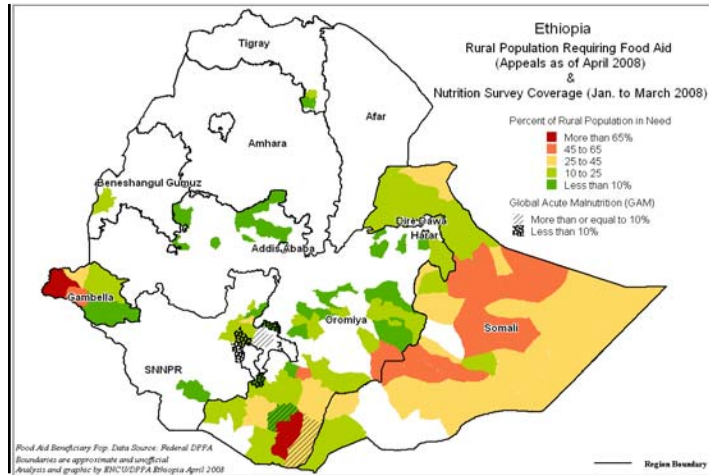 Ethiopia
Rural Population Requiring Food Aid
(Appeals as of April 2008)
&
Nutrition Survey Coverage (Jan. to March 2008)
Percent of Rural Population in Need
More than 65%
45 to 65
25 to 45
10 to 25
Less than 10%
Global Acute Malnutrition (GAM)
More than or equal to 10%
Less than 10%
Tigray
Afar
Amhara
Beneshangul Gumuz
Dire Dawa
Harar
Addis Ababa
Gambella
Oromiya
Somali
SNNPR
Food Aid Beneficiary Pop. Data Source: Federal DPPA
Boundaries are approximate and unofficial
Analysis and graphic by ENCU/DPPA Ethiopia April 2008
Region Boundary